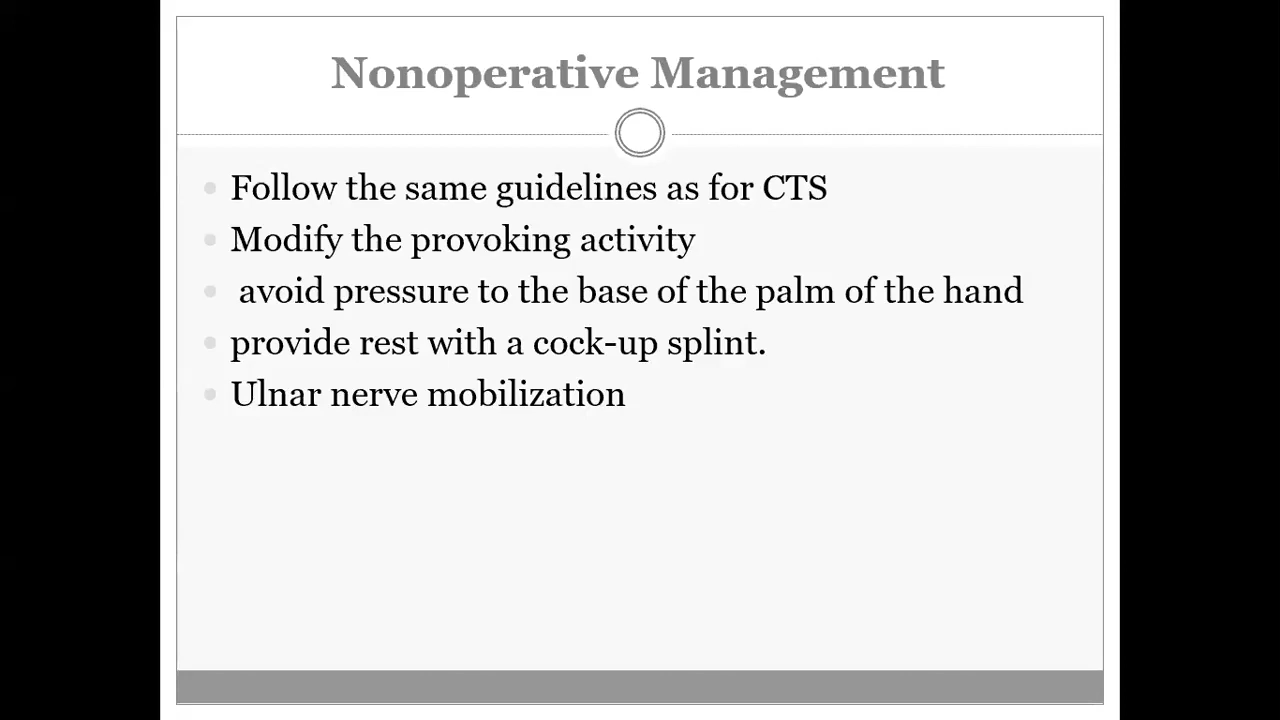 Nonoperative Management
Follow the same guidelines as for CTS
Modify the provoking activity
avoid pressure to the base of the palm of the hand
provide rest with a cock-up splint.
Ulnar nerve mobilization